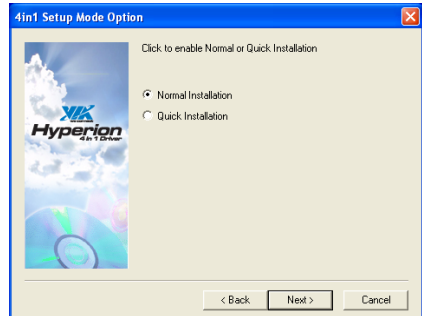 4in1 Setup Mode Option
Click to enable Normal or Quick Installation
Normal Installation
Quick Installation
VIA
Hyperion
4 in 1 Driver
< Back
Next >
Cancel